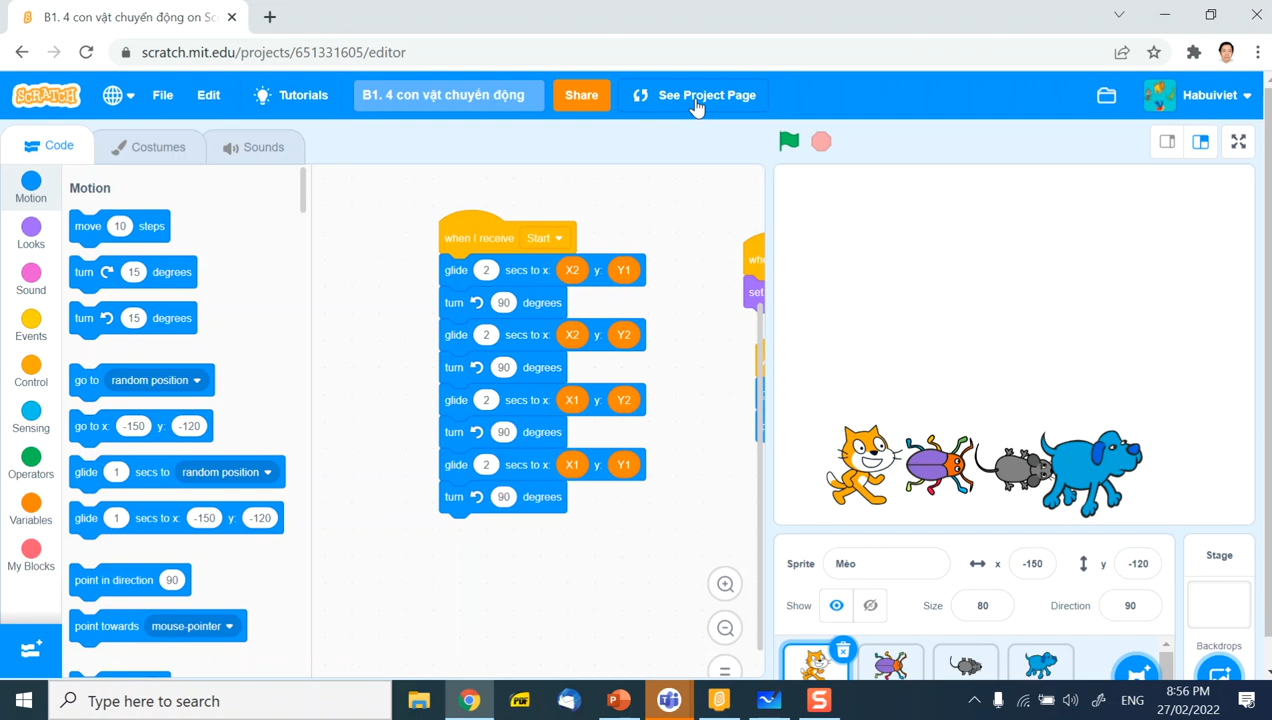 B1. 4 con vật chuyển động on Sc
scratch.mit.edu/projects/651331605/editor
SCRATCH File Edit Tutorials B1. 4 con vật chuyển động Share See Project Page Habuiviet
Code Costumes Sounds
Motion
Looks
Sound
Events
Control
Sensing
Operators
Variables
My Blocks
Motion
move 10 steps
turn 15 degrees
turn 15 degrees
go to random position
go to x: -150 y: -120
glide 1 secs to random position
glide 1 secs to x: -150 y: -120
point in direction 90
point towards mouse-pointer
when I receive Start
glide 2 secs to x: X2 y: Y1
turn 90 degrees
glide 2 secs to x: X2 y: Y2
turn 90 degrees
glide 2 secs to x: X1 y: Y2
turn 90 degrees
glide 2 secs to x: X1 y: Y1
turn 90 degrees
whe
set
Sprite Mèo x -150 y -120
Show Size 80 Direction 90
Stage
Backdrops
Type here to search
PDF
ENG
8:56 PM
27/02/2022